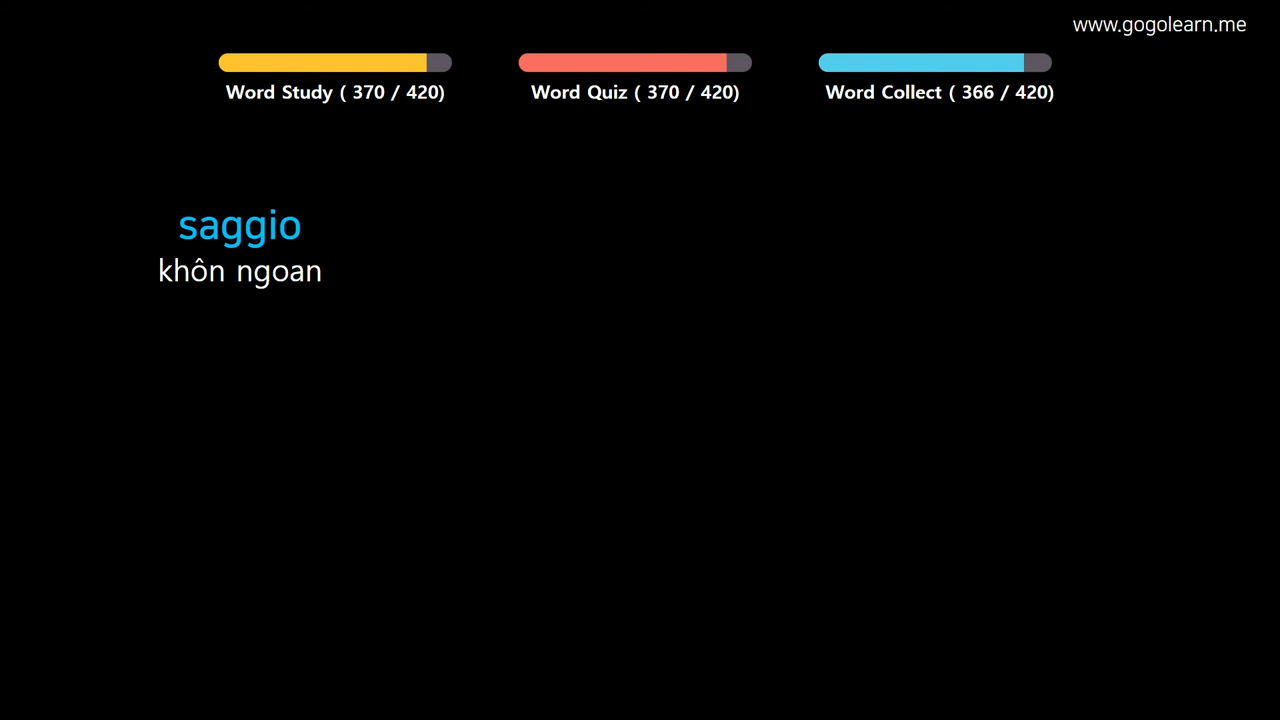 www.gogolearn.me
Word Study ( 370 / 420)
Word Quiz ( 370 / 420)
Word Collect ( 366 / 420)
saggio
khôn ngoan